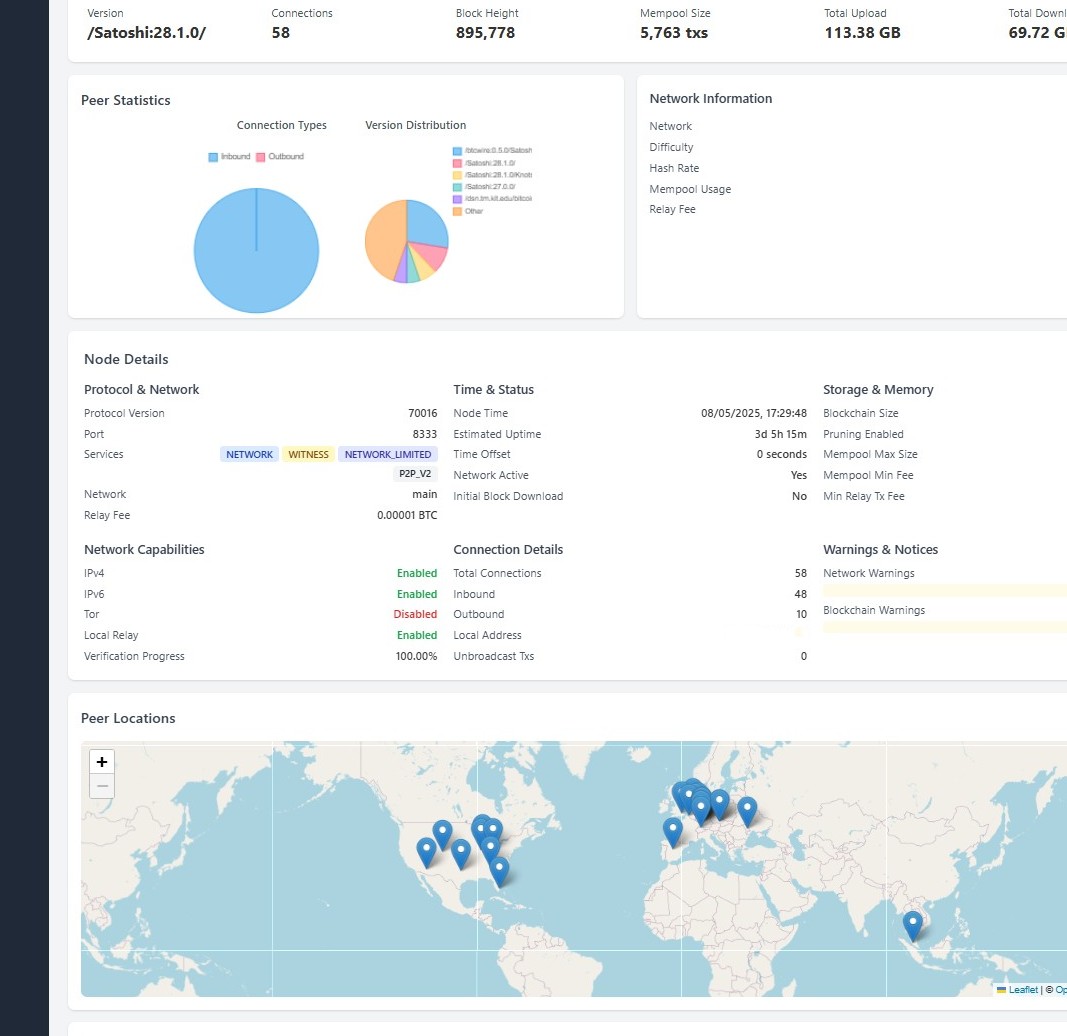 Version
/Satoshi:28.1.0/
Connections
58
Block Height
895,778
Mempool Size
5,763 txs
Total Upload
113.38 GB
Total Downl
69.72 G
Peer Statistics
Connection Types
Inbound Outbound
Version Distribution
/btcwire:0.5.0/Satosh
/Satoshi:28.1.0/
/Satoshi:28.1.0/Knots
/Satoshi:27.0.0/
/dsn.tm.kit.edu/bitcoi
Other
Network Information
Network
Difficulty
Hash Rate
Mempool Usage
Relay Fee
Node Details
Protocol & Network
Protocol Version 70016
Port 8333
Services NETWORK WITNESS NETWORK_LIMITED
P2P_V2
Network main
Relay Fee 0.00001 BTC
Time & Status
Node Time 08/05/2025, 17:29:48
Estimated Uptime 3d 5h 15m
Time Offset 0 seconds
Network Active Yes
Initial Block Download No
Storage & Memory
Blockchain Size
Pruning Enabled
Mempool Max Size
Mempool Min Fee
Min Relay Tx Fee
Network Capabilities
IPv4 Enabled
IPv6 Enabled
Tor Disabled
Local Relay Enabled
Verification Progress 100.00%
Connection Details
Total Connections 58
Inbound 48
Outbound 10
Local Address
Unbroadcast Txs 0
Warnings & Notices
Network Warnings
Blockchain Warnings
Peer Locations
+
−
Leaflet | © Op